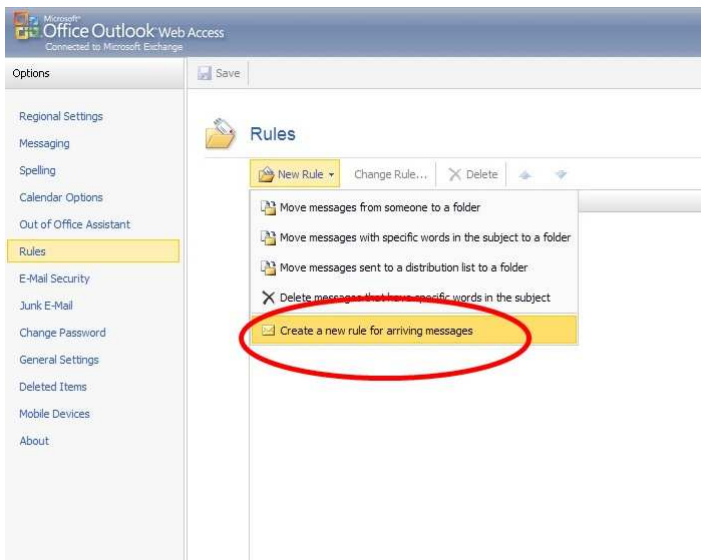 Microsoft®
Office Outlook Web Access
Connected to Microsoft Exchange
Options
Save
Regional Settings
Messaging
Spelling
Calendar Options
Out of Office Assistant
Rules
E-Mail Security
Junk E-Mail
Change Password
General Settings
Deleted Items
Mobile Devices
About
Rules
New Rule
Change Rule...
Delete
Move messages from someone to a folder
Move messages with specific words in the subject to a folder
Move messages sent to a distribution list to a folder
Delete messages that have specific words in the subject
Create a new rule for arriving messages